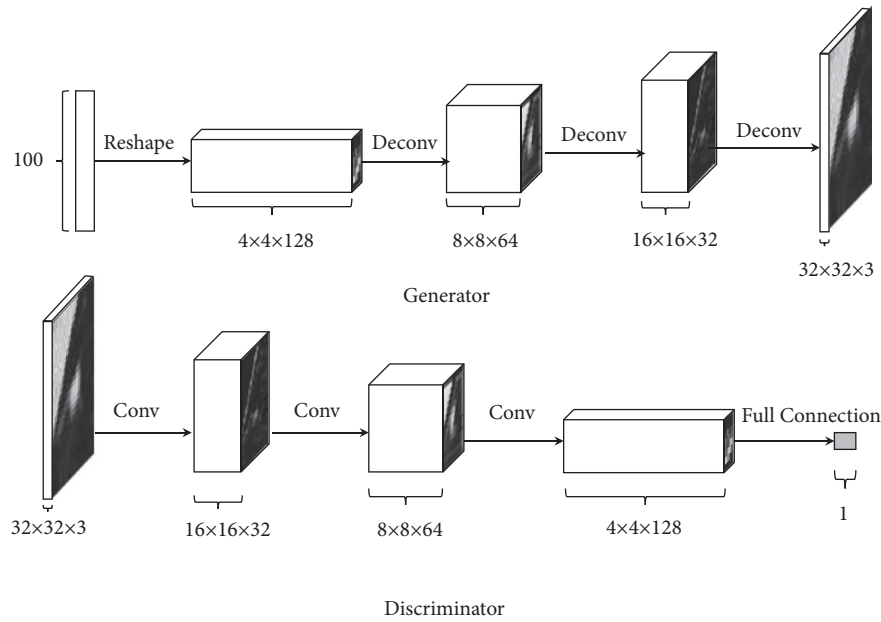 100
Reshape
Deconv
Deconv
Deconv
4×4×128
8×8×64
16×16×32
32×32×3
Generator
Conv
Conv
Conv
Full Connection
32×32×3
16×16×32
8×8×64
4×4×128
1
Discriminator